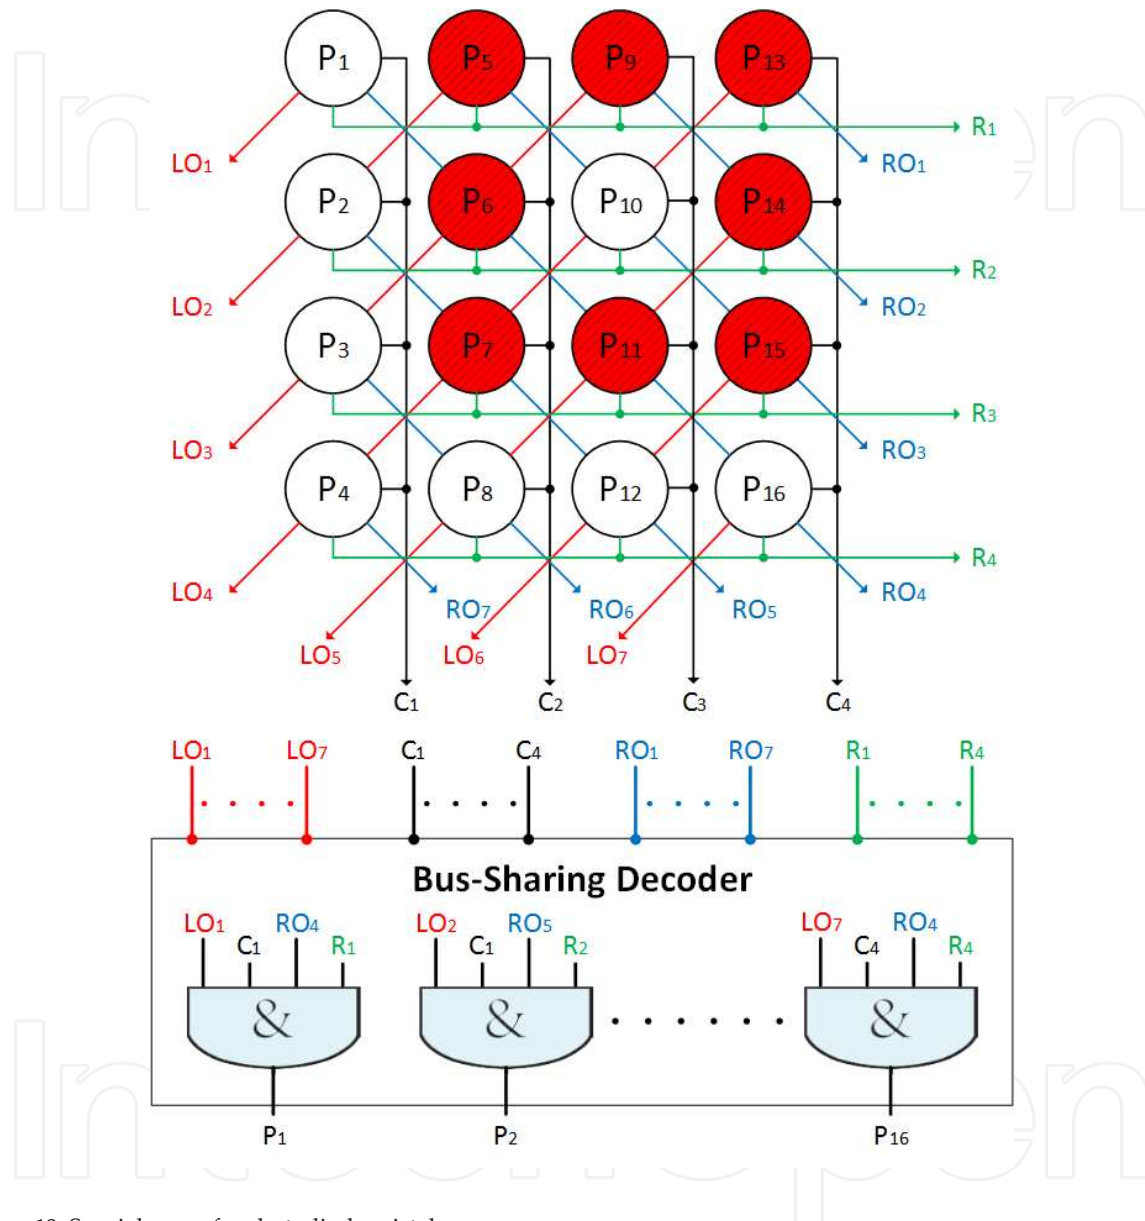 P1 P5 P9 P13
R1
LO1 RO1
P2 P6 P10 P14
R2
LO2 RO2
P3 P7 P11 P15
R3
LO3 RO3
P4 P8 P12 P16
R4
LO4 RO7 RO6 RO5 RO4
LO5 LO6 LO7
C1 C2 C3 C4
LO1 LO7 C1 C4 RO1 RO7 R1 R4
Bus-Sharing Decoder
LO1 C1 RO4 R1 LO2 C1 RO5 R2 LO7 C4 RO4 R4
& & &
P1 P2 P16